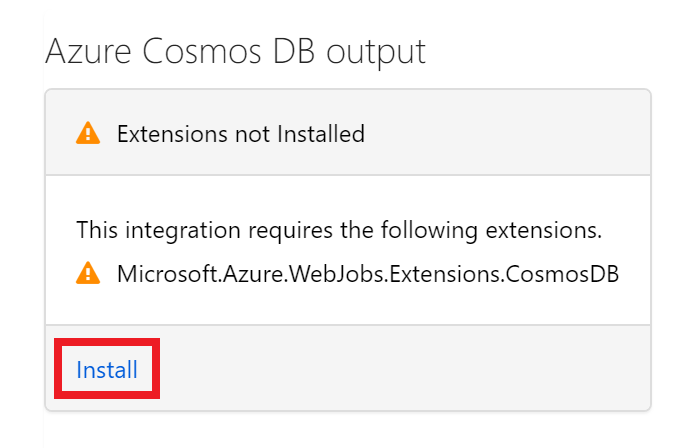 Azure Cosmos DB output
Extensions not Installed
This integration requires the following extensions.
Microsoft.Azure.WebJobs.Extensions.CosmosDB
Install